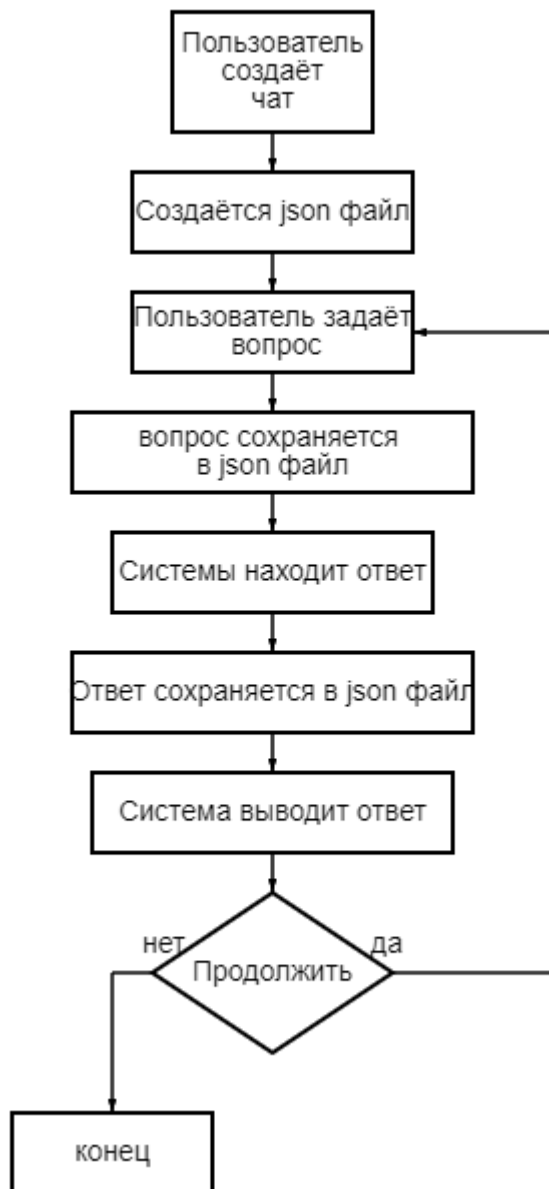 Пользователь
создаёт
чат
Создаётся json файл
Пользователь задаёт
вопрос
вопрос сохраняется
в json файл
Системы находит ответ
Ответ сохраняется в json файл
Система выводит ответ
нет
да
Продолжить
конец